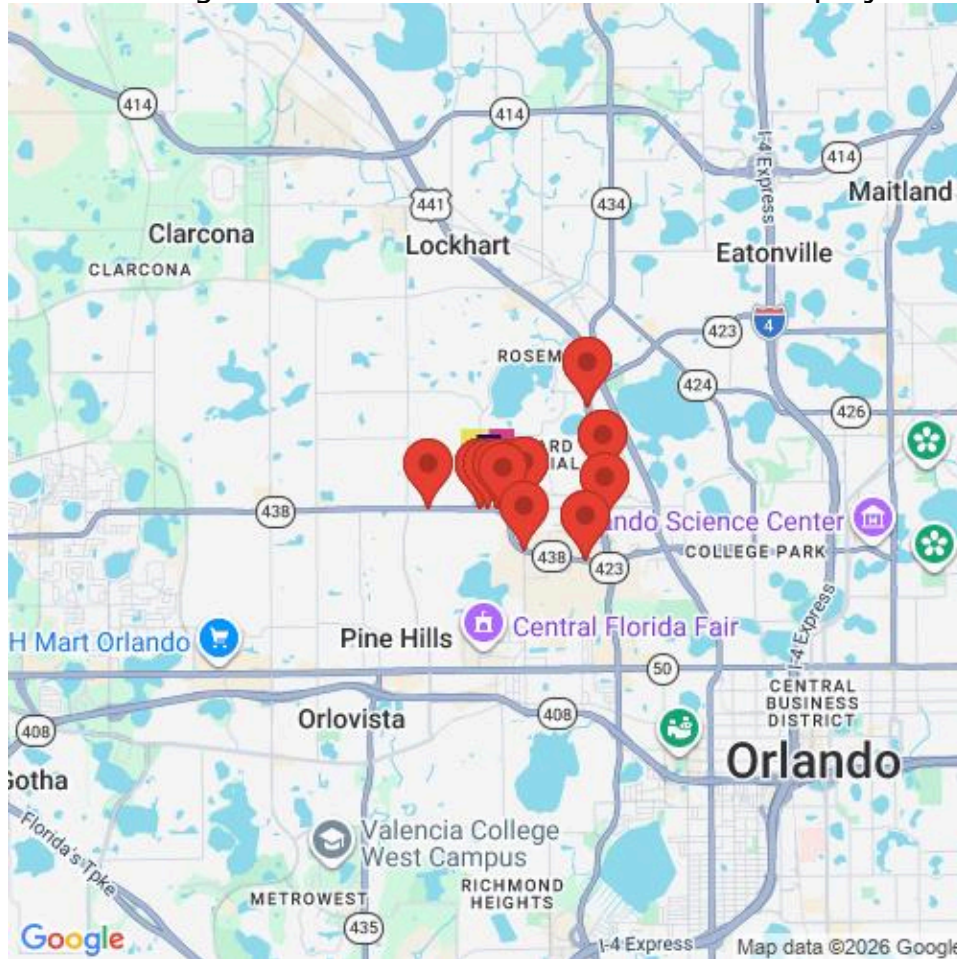 414
414
I-4 Express
414
Maitland
441
434
Clarcona
Lockhart
Eatonville
CLARCONA
4
423
ROSEM
424
426
ARD
IAL
438
ando Science Center
438
423
COLLEGE PARK
I-4 Express
H Mart Orlando
Pine Hills
Central Florida Fair
50
CENTRAL
BUSINESS
DISTRICT
Orlovista
408
408
Orlando
Gotha
Florida's Tpke
Valencia College
West Campus
METROWEST
RICHMOND
HEIGHTS
435
Google
I-4 Express
Map data ©2026 Google